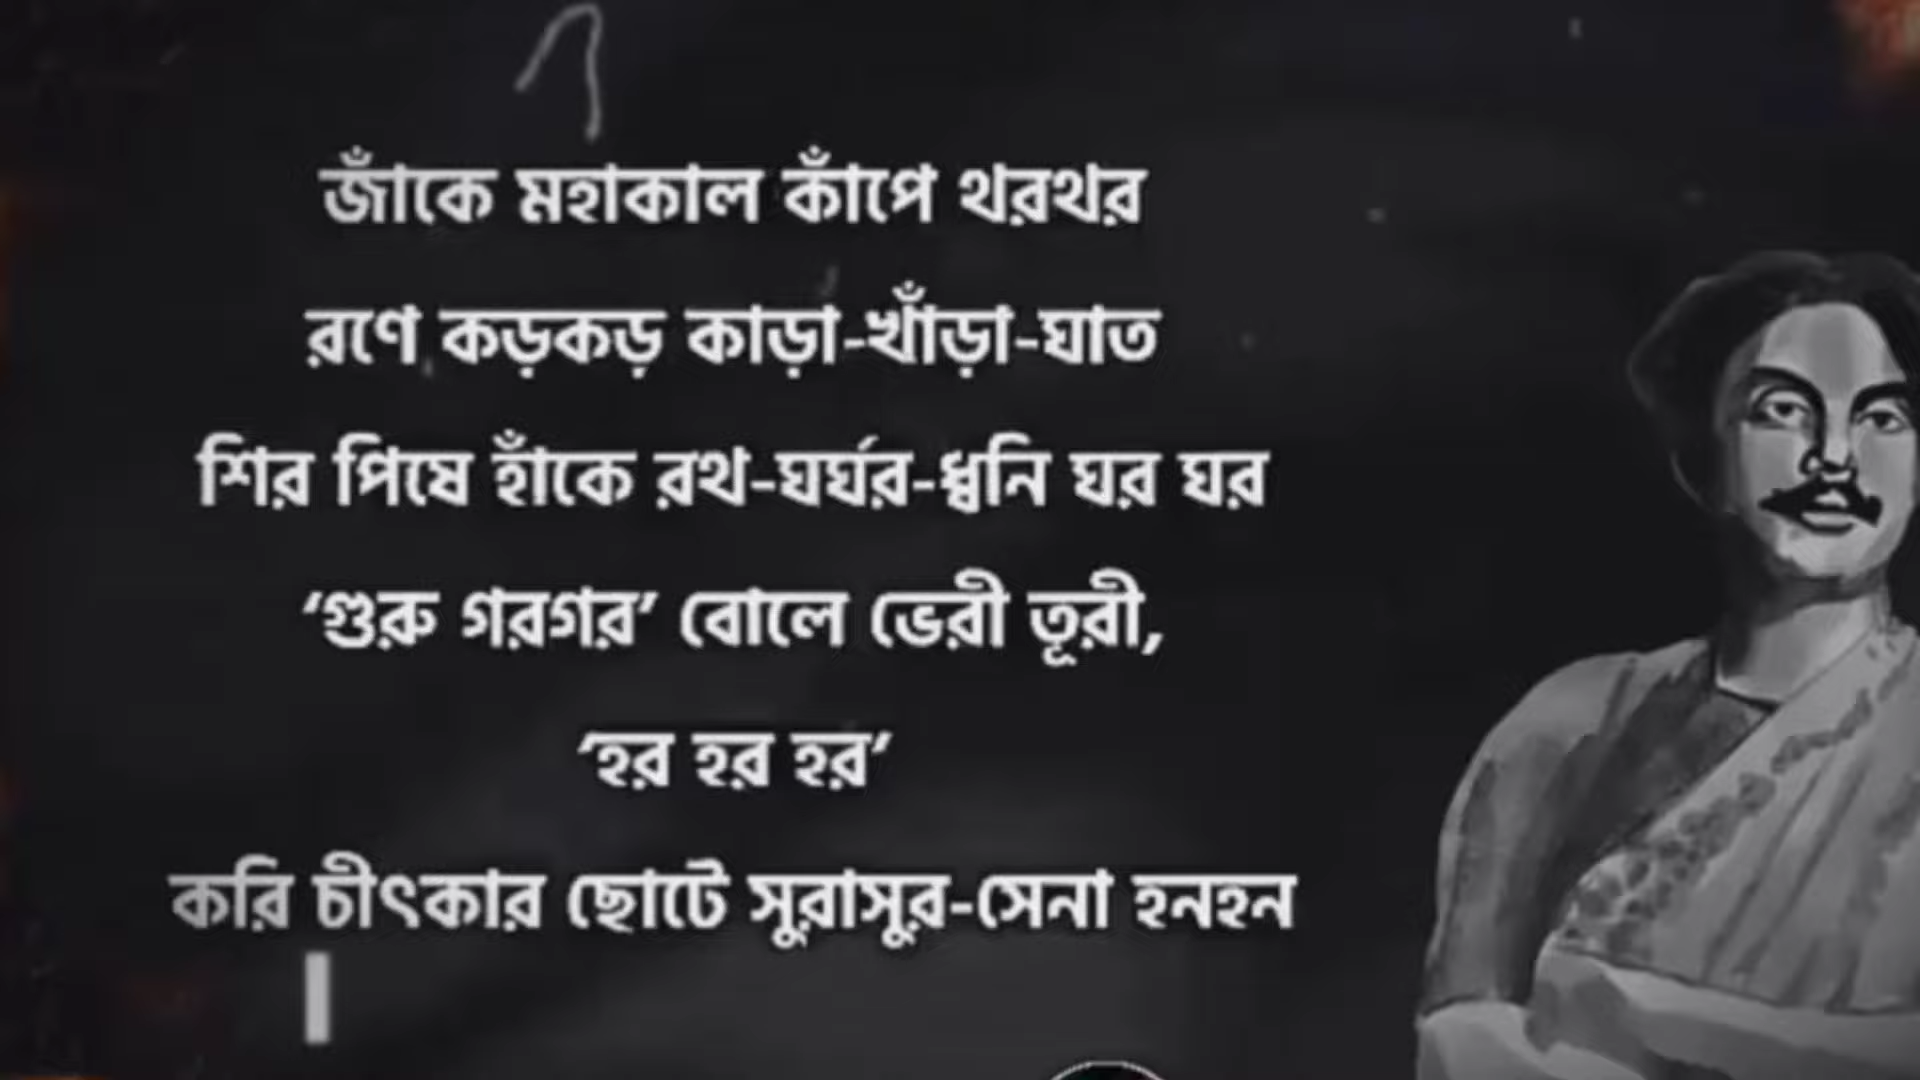 জাঁকে মহাকাল কাঁপে থরথর
রণে কড়কড় কাড়া-খাঁড়া-ঘাত
শির পিষে হাঁকে রথ-ঘর্ঘর-ধ্বনি ঘর ঘর
‘গুরু গরগর’ বোলে ভেরী তূরী,
‘হর হর হর’
করি চীৎকার ছোটে সুরাসুর-সেনা হনহন